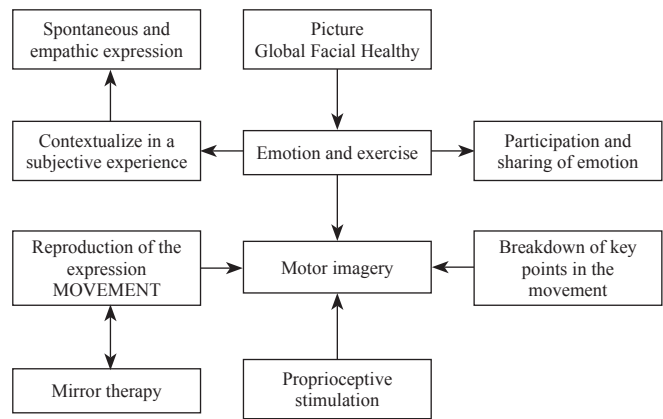 Spontaneous and
empathic expression
Picture
Global Facial Healthy
Contextualize in a
subjective experience
Emotion and exercise
Participation and
sharing of emotion
Reproduction of the
expression
MOVEMENT
Motor imagery
Breakdown of key
points in the
movement
Mirror therapy
Proprioceptive
stimulation